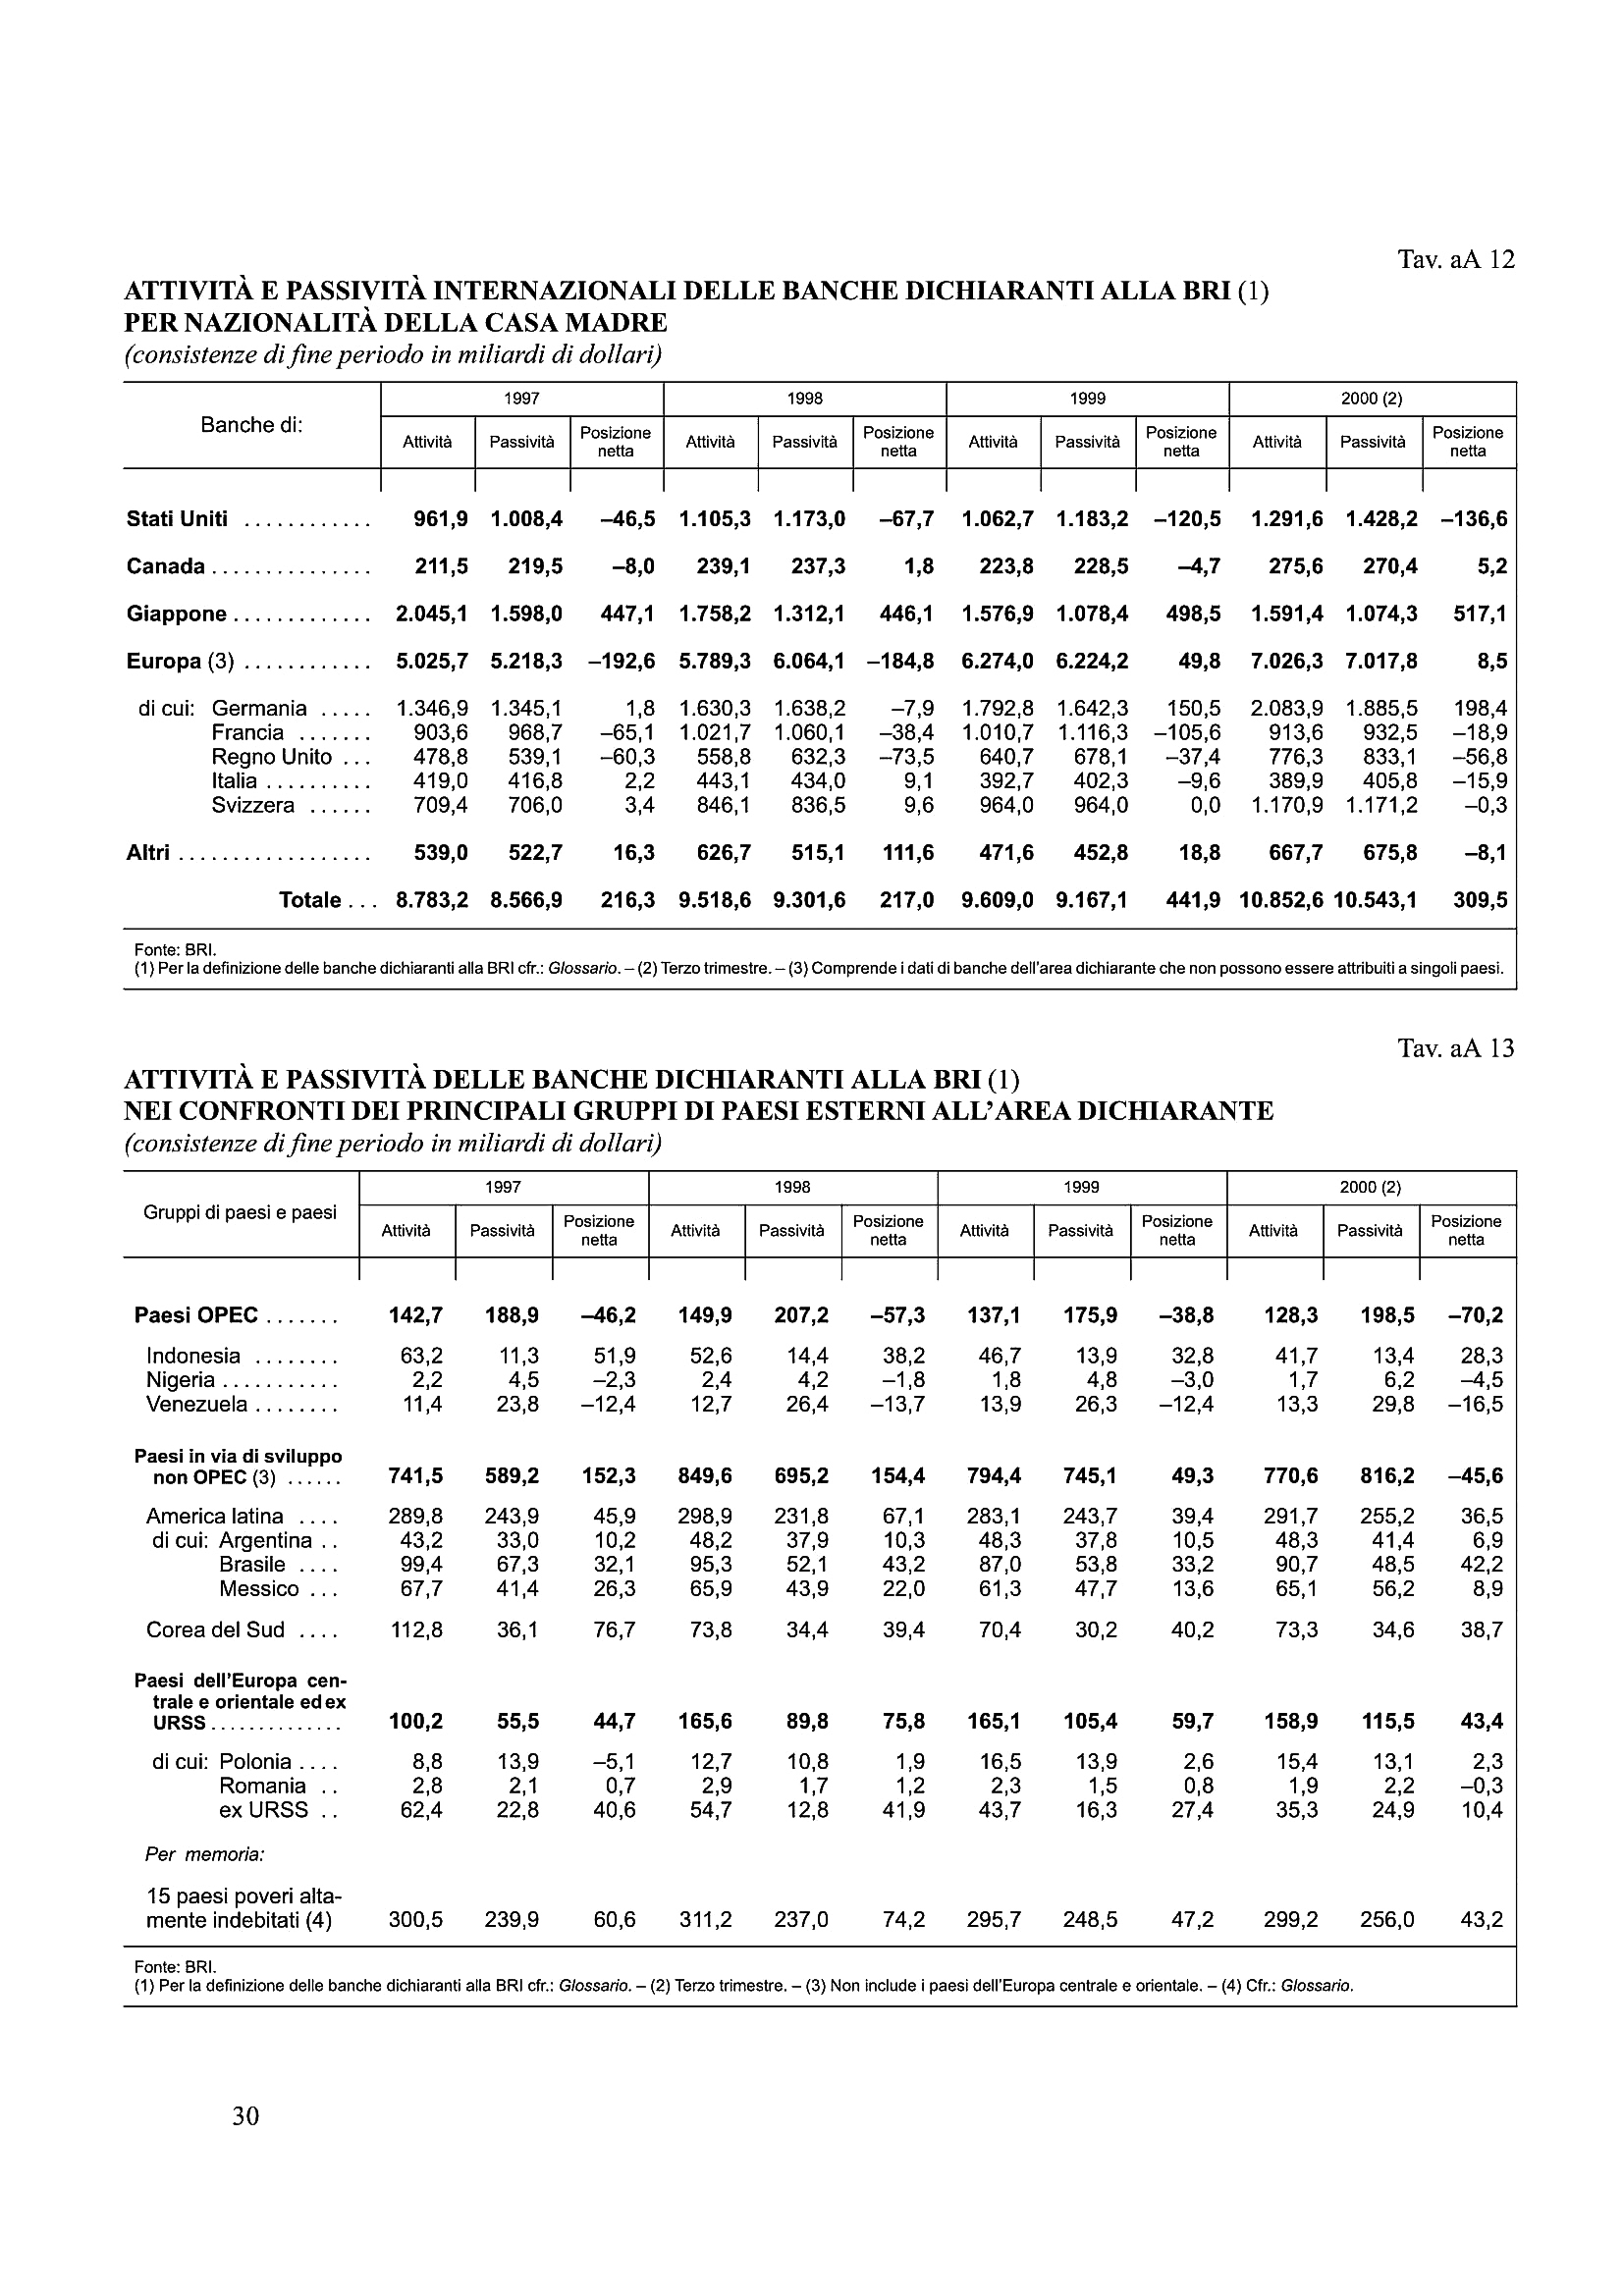 Tav. aA 12
ATTIVITÀ E PASSIVITÀ INTERNAZIONALI DELLE BANCHE DICHIARANTI ALLA BRI (1)
PER NAZIONALITÀ DELLA CASA MADRE
(consistenze di fine periodo in miliardi di dollari)
Banche di: 1997 1998 1999 2000 (2)
Attività Passività Posizione netta Attività Passività Posizione netta Attività Passività Posizione netta Attività Passività Posizione netta
Stati Uniti ............ 961,9 1.008,4 –46,5 1.105,3 1.173,0 –67,7 1.062,7 1.183,2 –120,5 1.291,6 1.428,2 –136,6
Canada ............... 211,5 219,5 –8,0 239,1 237,3 1,8 223,8 228,5 –4,7 275,6 270,4 5,2
Giappone ............. 2.045,1 1.598,0 447,1 1.758,2 1.312,1 446,1 1.576,9 1.078,4 498,5 1.591,4 1.074,3 517,1
Europa (3) ............ 5.025,7 5.218,3 –192,6 5.789,3 6.064,1 –184,8 6.274,0 6.224,2 49,8 7.026,3 7.017,8 8,5
di cui: Germania ..... 1.346,9 1.345,1 1,8 1.630,3 1.638,2 –7,9 1.792,8 1.642,3 150,5 2.083,9 1.885,5 198,4
Francia ....... 903,6 968,7 –65,1 1.021,7 1.060,1 –38,4 1.010,7 1.116,3 –105,6 913,6 932,5 –18,9
Regno Unito ... 478,8 539,1 –60,3 558,8 632,3 –73,5 640,7 678,1 –37,4 776,3 833,1 –56,8
Italia .......... 419,0 416,8 2,2 443,1 434,0 9,1 392,7 402,3 –9,6 389,9 405,8 –15,9
Svizzera ...... 709,4 706,0 3,4 846,1 836,5 9,6 964,0 964,0 0,0 1.170,9 1.171,2 –0,3
Altri .................. 539,0 522,7 16,3 626,7 515,1 111,6 471,6 452,8 18,8 667,7 675,8 –8,1
Totale ... 8.783,2 8.566,9 216,3 9.518,6 9.301,6 217,0 9.609,0 9.167,1 441,9 10.852,6 10.543,1 309,5
Fonte: BRI.
(1) Per la definizione delle banche dichiaranti alla BRI cfr.: Glossario. – (2) Terzo trimestre. – (3) Comprende i dati di banche dell'area dichiarante che non possono essere attribuiti a singoli paesi.
Tav. aA 13
ATTIVITÀ E PASSIVITÀ DELLE BANCHE DICHIARANTI ALLA BRI (1)
NEI CONFRONTI DEI PRINCIPALI GRUPPI DI PAESI ESTERNI ALL'AREA DICHIARANTE
(consistenze di fine periodo in miliardi di dollari)
Gruppi di paesi e paesi 1997 1998 1999 2000 (2)
Attività Passività Posizione netta Attività Passività Posizione netta Attività Passività Posizione netta Attività Passività Posizione netta
Paesi OPEC ....... 142,7 188,9 –46,2 149,9 207,2 –57,3 137,1 175,9 –38,8 128,3 198,5 –70,2
Indonesia ........ 63,2 11,3 51,9 52,6 14,4 38,2 46,7 13,9 32,8 41,7 13,4 28,3
Nigeria ........... 2,2 4,5 –2,3 2,4 4,2 –1,8 1,8 4,8 –3,0 1,7 6,2 –4,5
Venezuela ........ 11,4 23,8 –12,4 12,7 26,4 –13,7 13,9 26,3 –12,4 13,3 29,8 –16,5
Paesi in via di sviluppo
non OPEC (3) ...... 741,5 589,2 152,3 849,6 695,2 154,4 794,4 745,1 49,3 770,6 816,2 –45,6
America latina .... 289,8 243,9 45,9 298,9 231,8 67,1 283,1 243,7 39,4 291,7 255,2 36,5
di cui: Argentina .. 43,2 33,0 10,2 48,2 37,9 10,3 48,3 37,8 10,5 48,3 41,4 6,9
Brasile .... 99,4 67,3 32,1 95,3 52,1 43,2 87,0 53,8 33,2 90,7 48,5 42,2
Messico ... 67,7 41,4 26,3 65,9 43,9 22,0 61,3 47,7 13,6 65,1 56,2 8,9
Corea del Sud .... 112,8 36,1 76,7 73,8 34,4 39,4 70,4 30,2 40,2 73,3 34,6 38,7
Paesi dell'Europa cen-
trale e orientale ed ex
URSS .............. 100,2 55,5 44,7 165,6 89,8 75,8 165,1 105,4 59,7 158,9 115,5 43,4
di cui: Polonia .... 8,8 13,9 –5,1 12,7 10,8 1,9 16,5 13,9 2,6 15,4 13,1 2,3
Romania .. 2,8 2,1 0,7 2,9 1,7 1,2 2,3 1,5 0,8 1,9 2,2 –0,3
ex URSS .. 62,4 22,8 40,6 54,7 12,8 41,9 43,7 16,3 27,4 35,3 24,9 10,4
Per memoria:
15 paesi poveri alta-
mente indebitati (4) 300,5 239,9 60,6 311,2 237,0 74,2 295,7 248,5 47,2 299,2 256,0 43,2
Fonte: BRI.
(1) Per la definizione delle banche dichiaranti alla BRI cfr.: Glossario. – (2) Terzo trimestre. – (3) Non include i paesi dell'Europa centrale e orientale. – (4) Cfr.: Glossario.
30